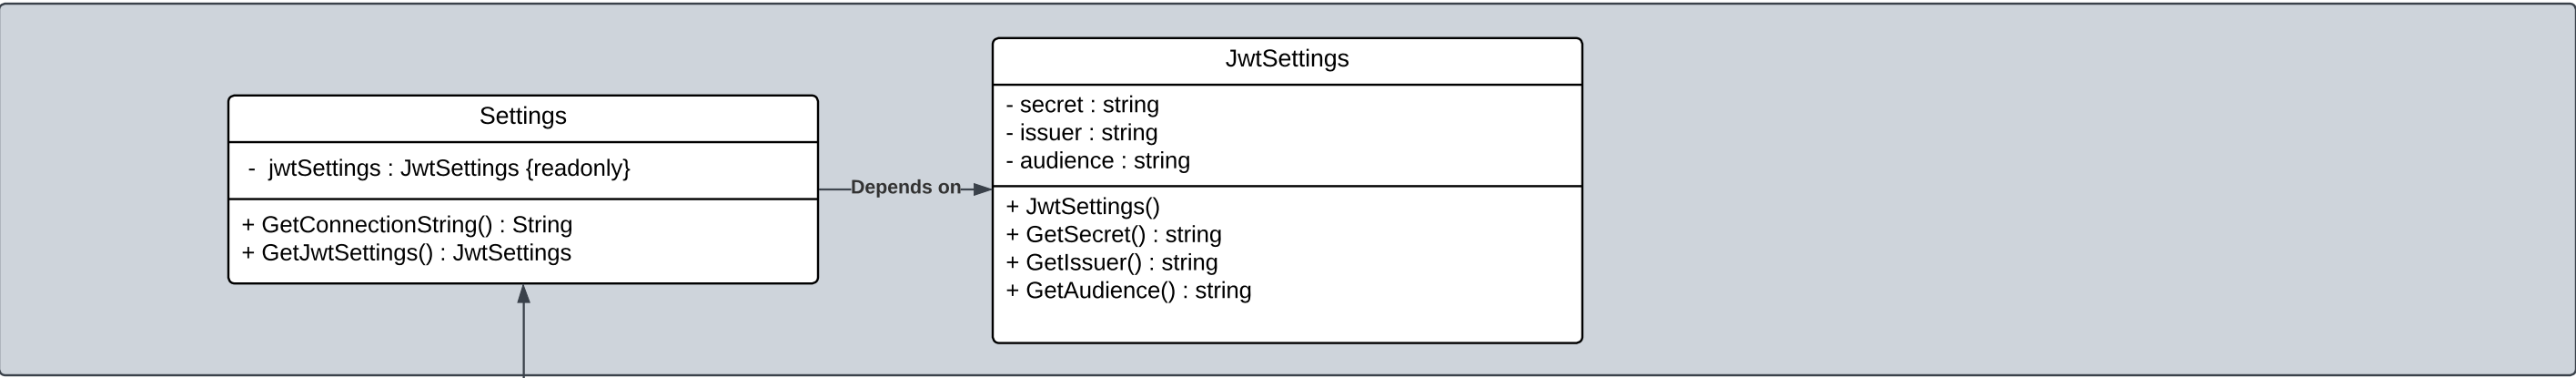 Settings
- jwtSettings : JwtSettings {readonly}
+ GetConnectionString() : String
+ GetJwtSettings() : JwtSettings
Depends on
JwtSettings
- secret : string
- issuer : string
- audience : string
+ JwtSettings()
+ GetSecret() : string
+ GetIssuer() : string
+ GetAudience() : string